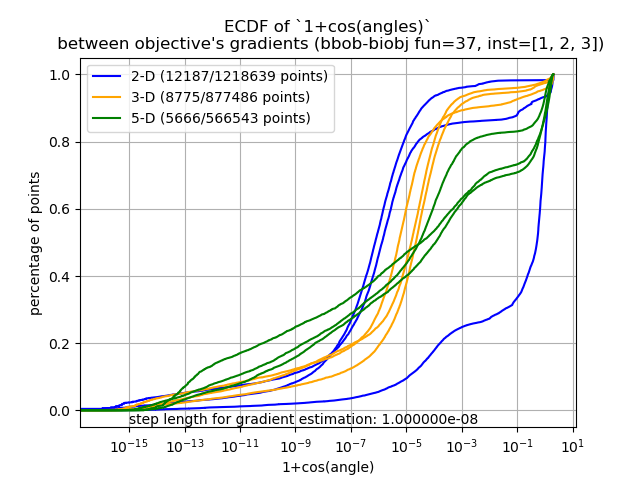 ECDF of `1+cos(angles)`
between objective's gradients (bbob-biobj fun=37, inst=[1, 2, 3])
2-D (12187/1218639 points)
3-D (8775/877486 points)
5-D (5666/566543 points)
percentage of points
1.0
0.8
0.6
0.4
0.2
0.0
step length for gradient estimation: 1.000000e-08
10⁻¹⁵ 10⁻¹³ 10⁻¹¹ 10⁻⁹ 10⁻⁷ 10⁻⁵ 10⁻³ 10⁻¹ 10¹
1+cos(angle)